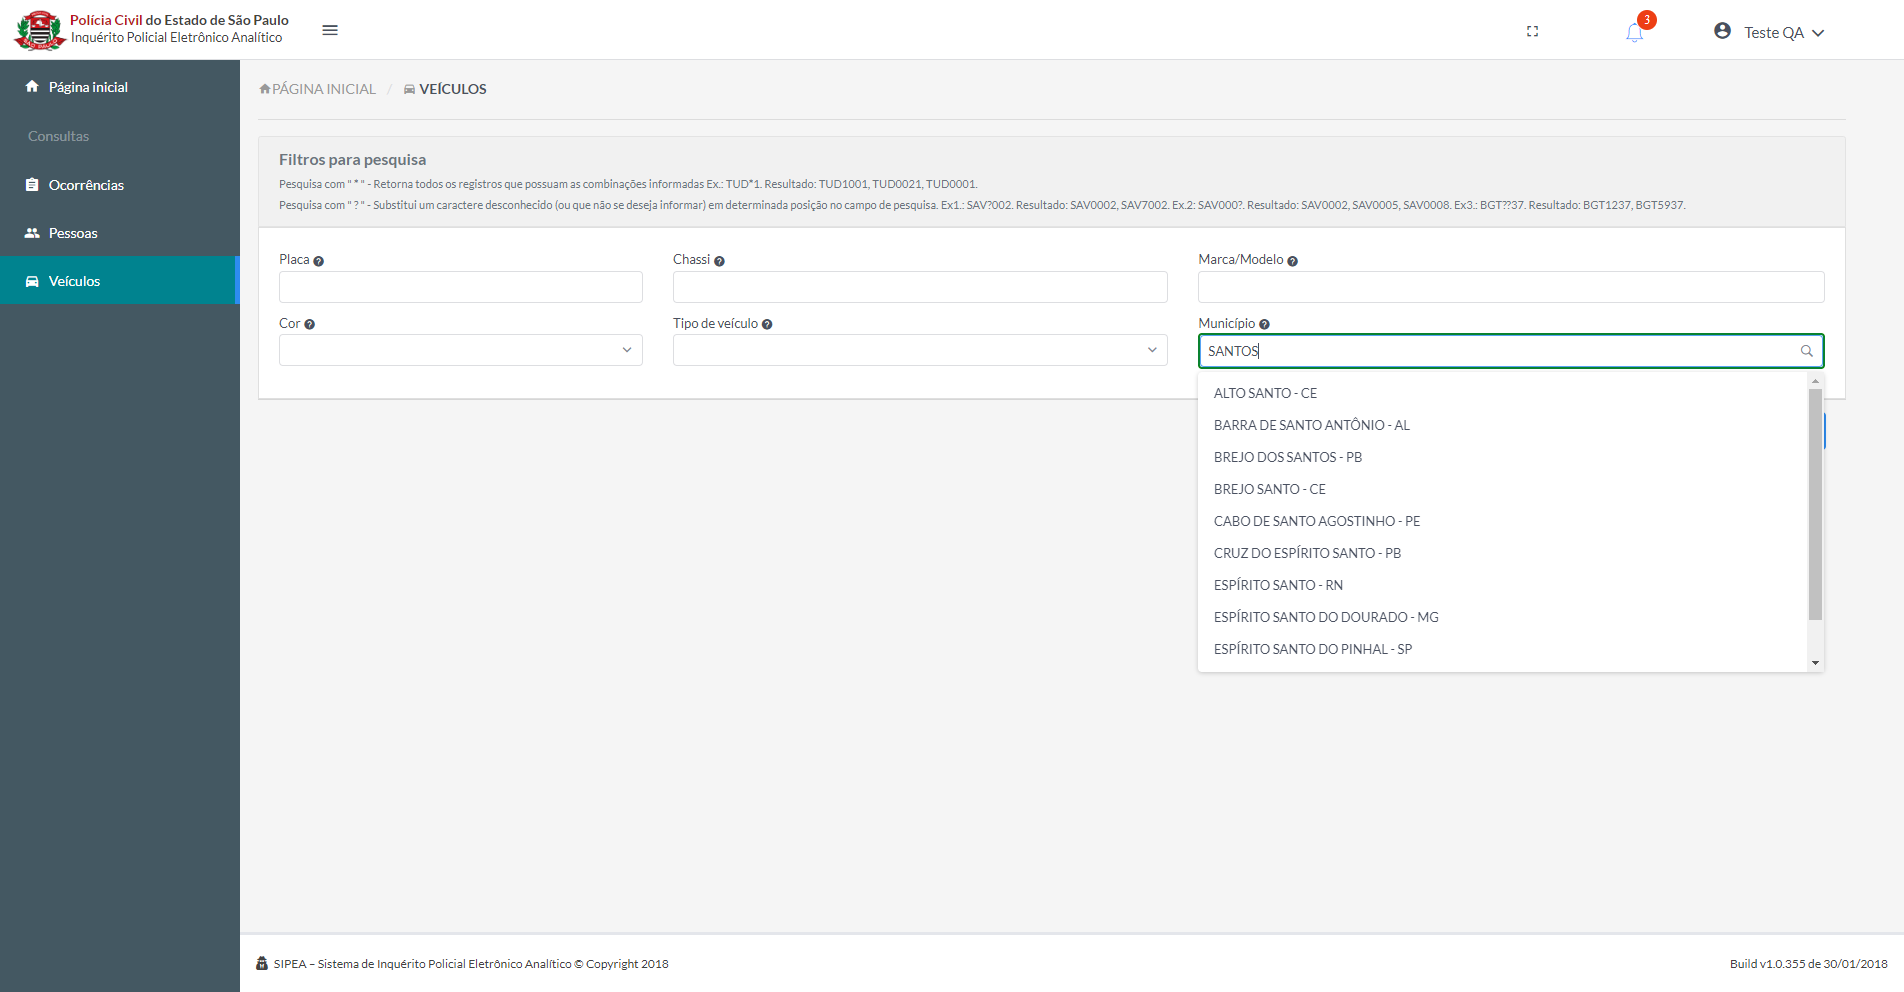 Polícia Civil do Estado de São Paulo
Inquérito Policial Eletrônico Analítico
3
Teste QA
Página inicial
Consultas
Ocorrências
Pessoas
Veículos
PÁGINA INICIAL / VEÍCULOS
Filtros para pesquisa
Pesquisa com " * " - Retorna todos os registros que possuam as combinações informadas Ex.: TUD*1. Resultado: TUD1001, TUD0021, TUD0001.
Pesquisa com " ? " - Substitui um caractere desconhecido (ou que não se deseja informar) em determinada posição no campo de pesquisa. Ex1.: SAV?002. Resultado: SAV0002, SAV7002. Ex.2: SAV000?. Resultado: SAV0002, SAV0005, SAV0008. Ex3.: BGT??37. Resultado: BGT1237, BGT5937.
Placa
Chassi
Marca/Modelo
Cor
Tipo de veículo
Município
SANTOS
ALTO SANTO - CE
BARRA DE SANTO ANTÔNIO - AL
BREJO DOS SANTOS - PB
BREJO SANTO - CE
CABO DE SANTO AGOSTINHO - PE
CRUZ DO ESPÍRITO SANTO - PB
ESPÍRITO SANTO - RN
ESPÍRITO SANTO DO DOURADO - MG
ESPÍRITO SANTO DO PINHAL - SP
SIPEA – Sistema de Inquérito Policial Eletrônico Analítico © Copyright 2018
Build v1.0.355 de 30/01/2018